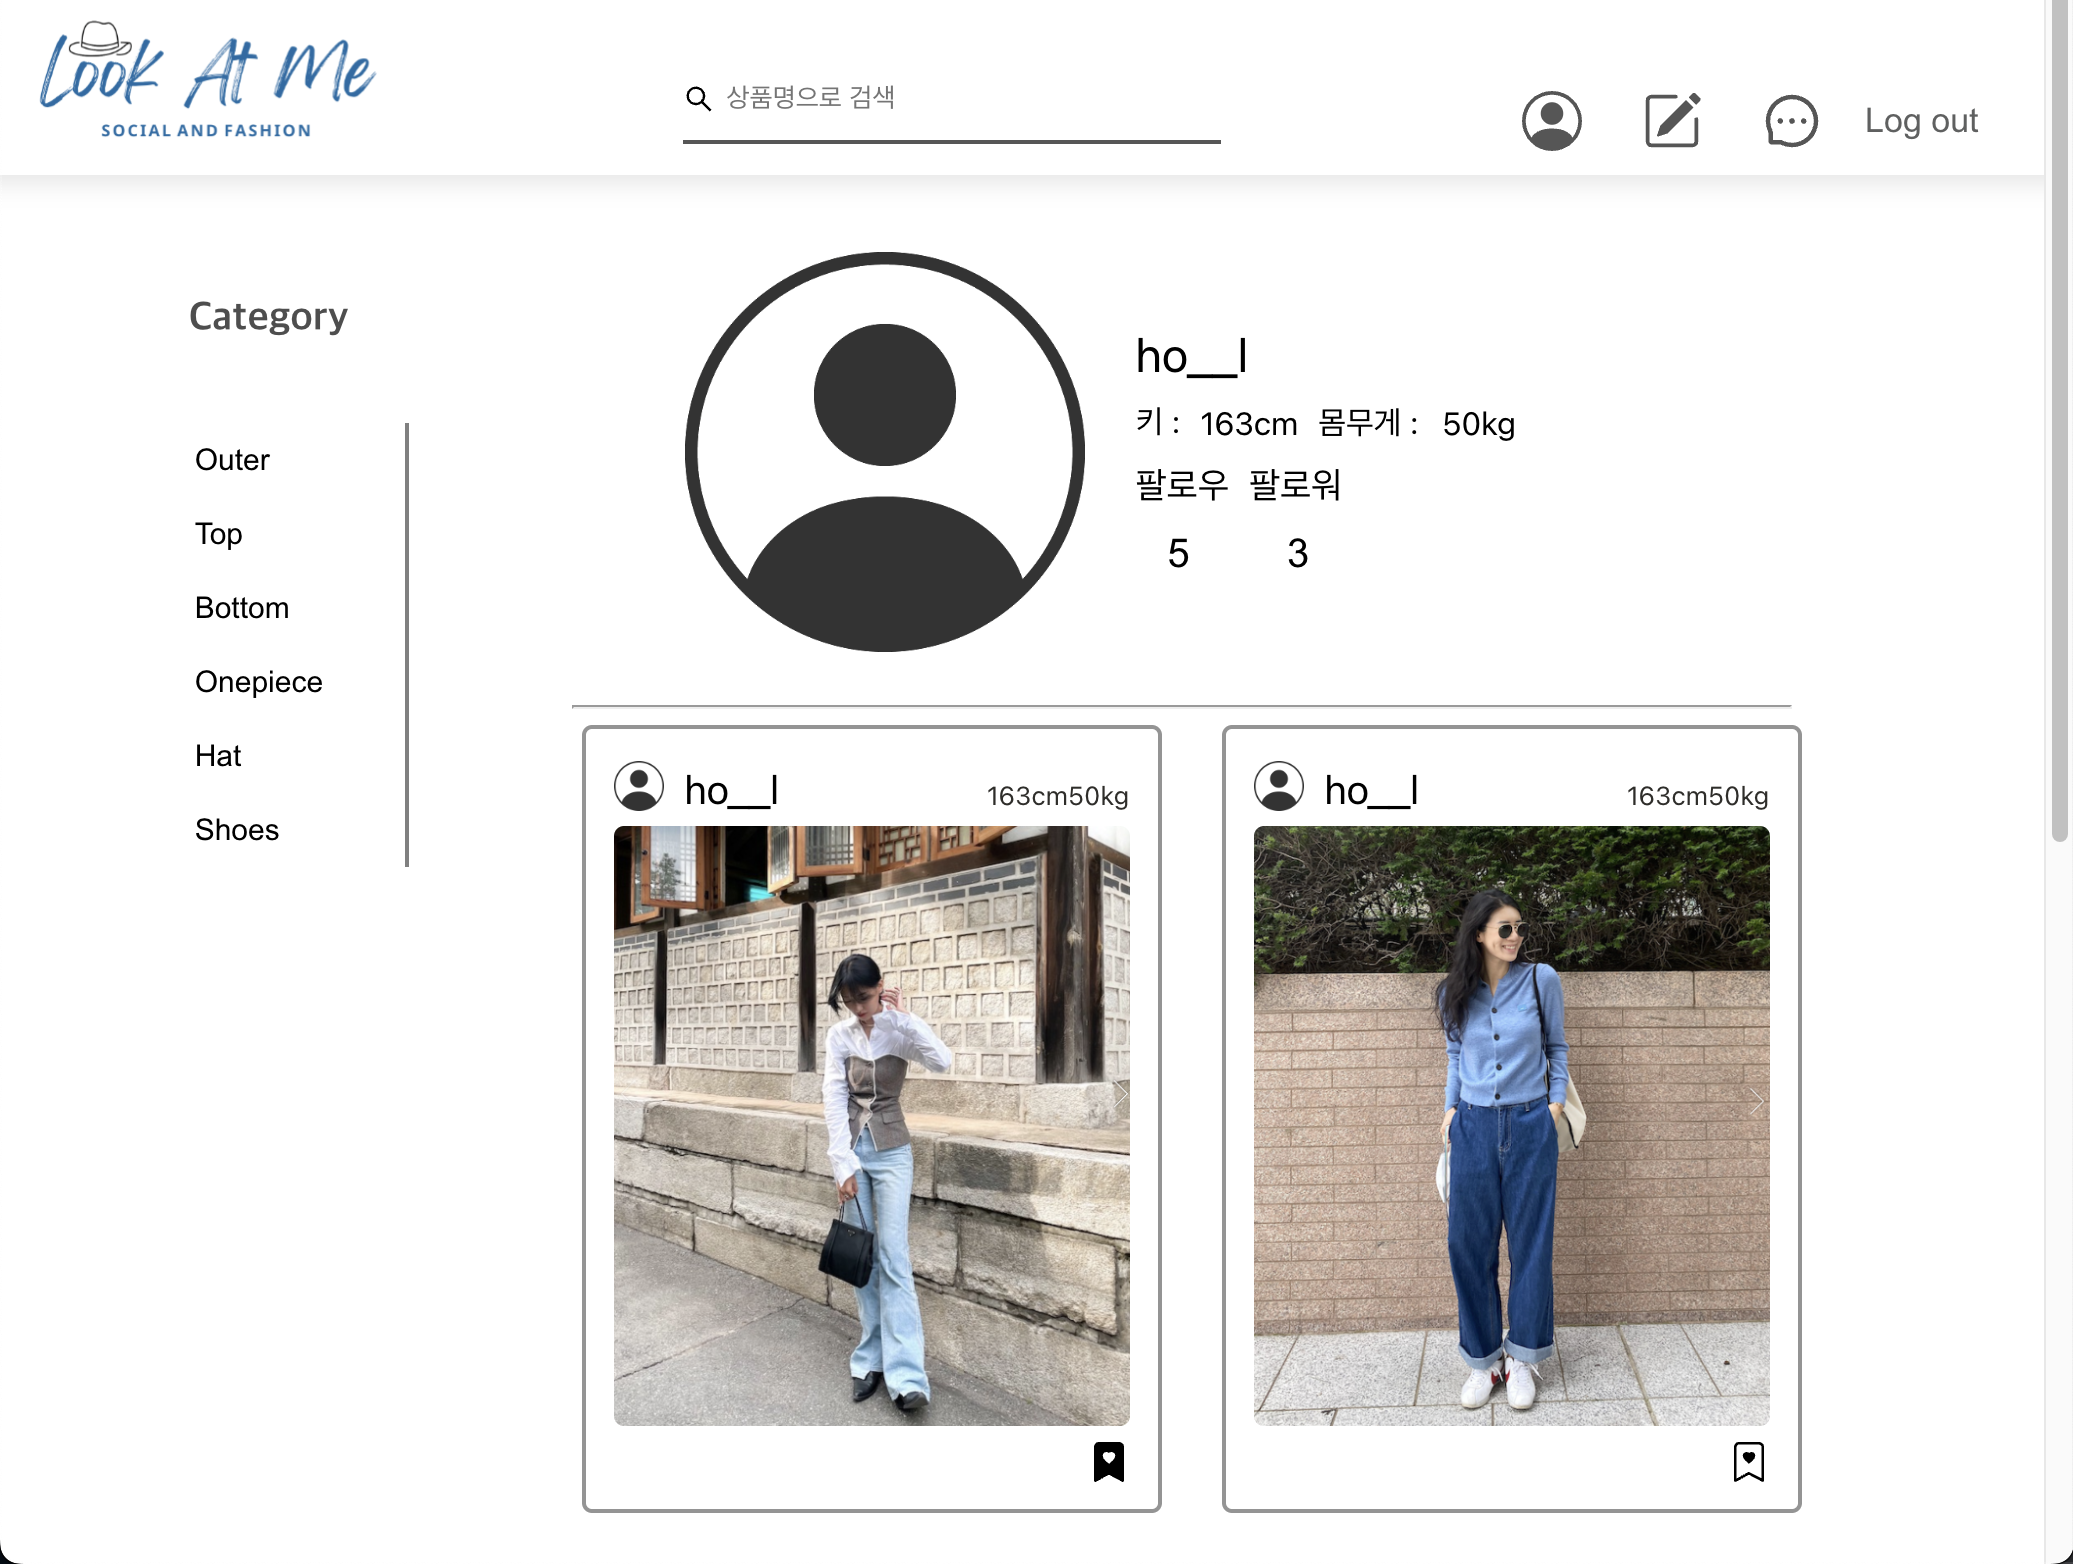 Look At Me
SOCIAL AND FASHION
상품명으로 검색
Log out
Category
Outer
Top
Bottom
Onepiece
Hat
Shoes
ho__l
키 : 163cm 몸무게 : 50kg
팔로우 팔로워
5 3
ho__l 163cm50kg
ho__l 163cm50kg